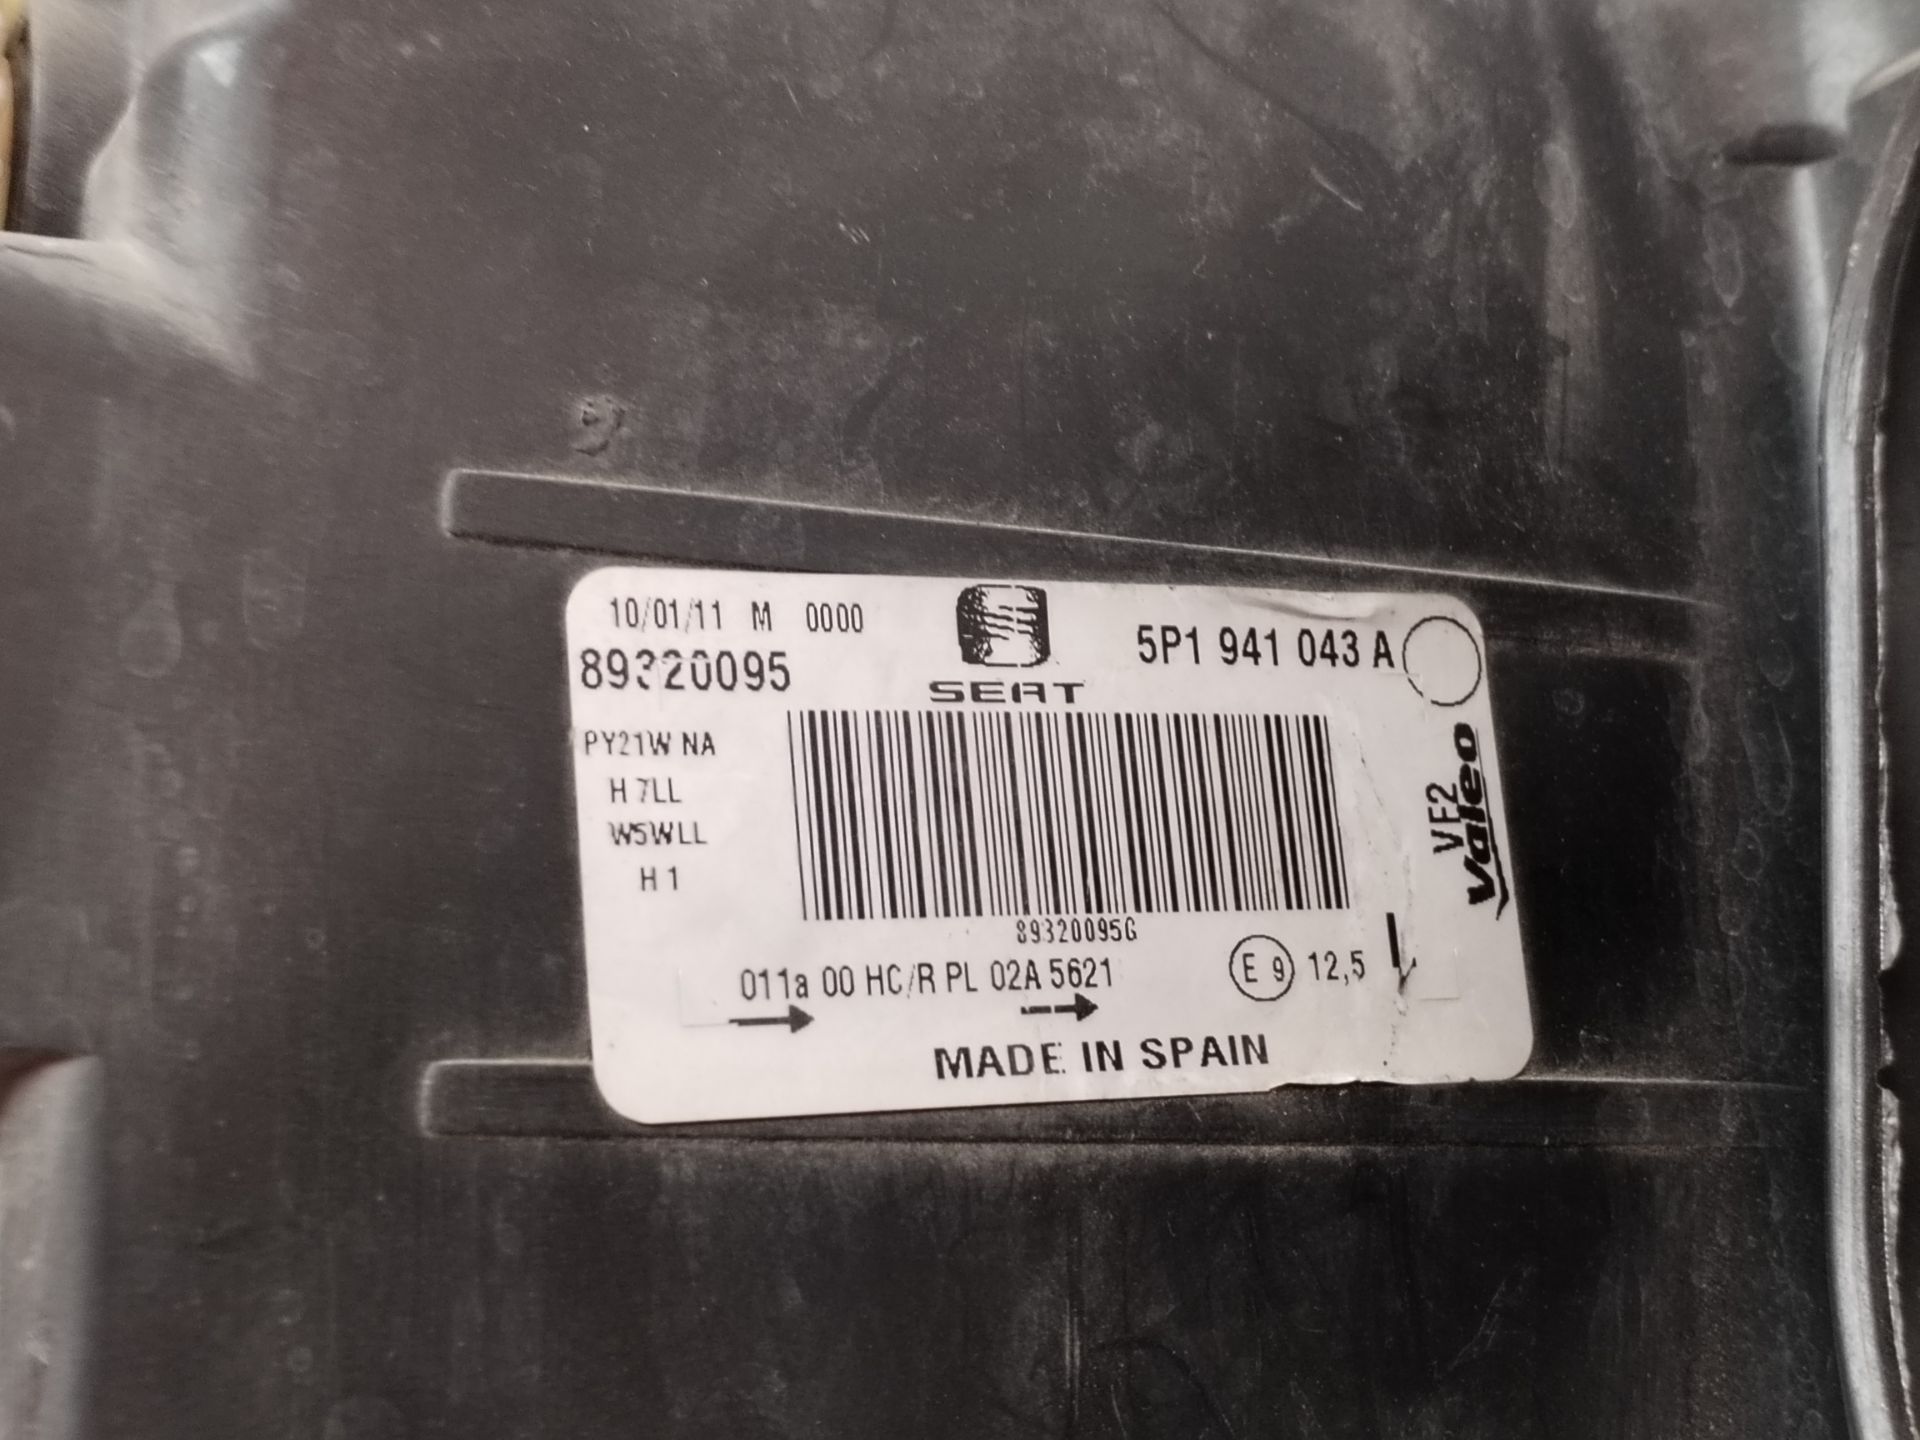 10/01/11 M 0000
89320095
SEAT
5P1 941 043 A
PY21W NA
H 7LL
W5WLL
H 1
VF2
Valeo
89320095G
011a 00 HC/R PL 02A 5621
E 9 12,5
MADE IN SPAIN